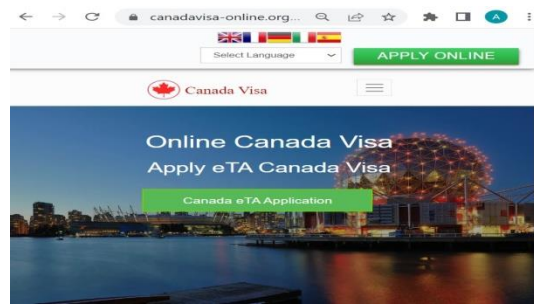 canadavisa-online.org...
Select Language
APPLY ONLINE
Canada Visa
Online Canada Visa
Apply eTA Canada Visa
Canada eTA Application
A